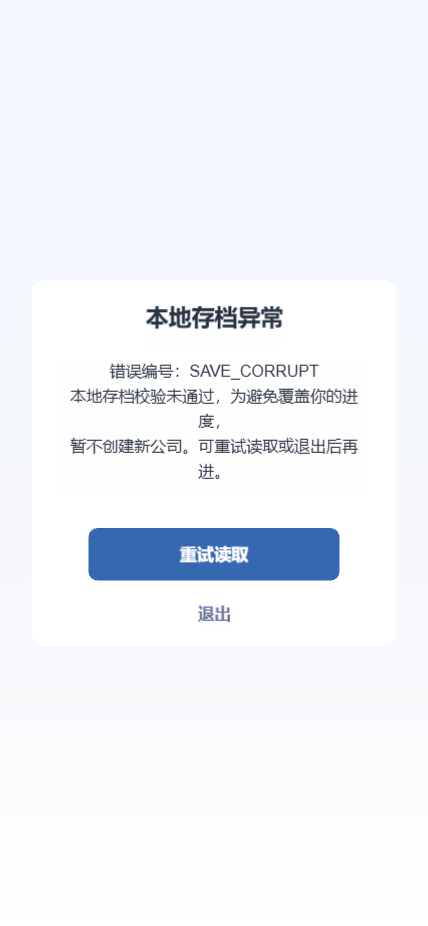 本地存档异常
错误编号：SAVE_CORRUPT
本地存档校验未通过，为避免覆盖你的进
度，
暂不创建新公司。可重试读取或退出后再
进。
重试读取
退出